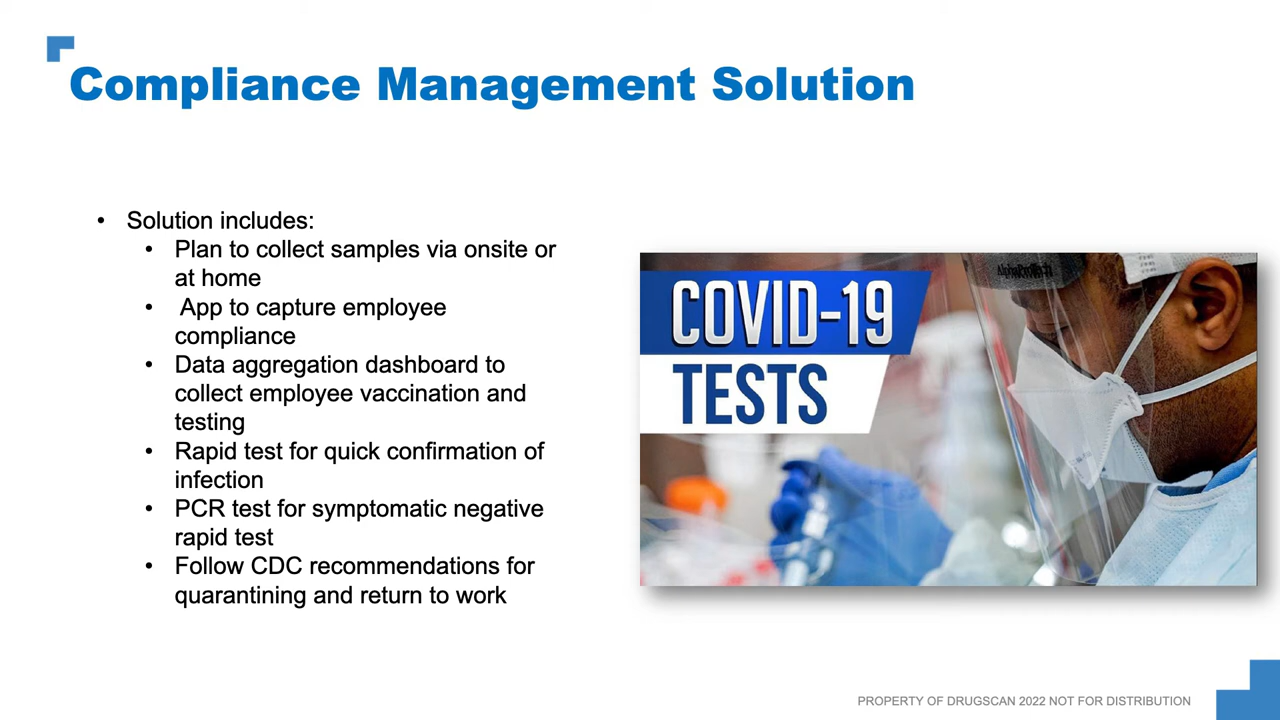 Compliance Management Solution
• Solution includes:
• Plan to collect samples via onsite or
at home
• App to capture employee
compliance
• Data aggregation dashboard to
collect employee vaccination and
testing
• Rapid test for quick confirmation of
infection
• PCR test for symptomatic negative
rapid test
• Follow CDC recommendations for
quarantining and return to work
COVID-19
TESTS
AlphaProTech
PROPERTY OF DRUGSCAN 2022 NOT FOR DISTRIBUTION